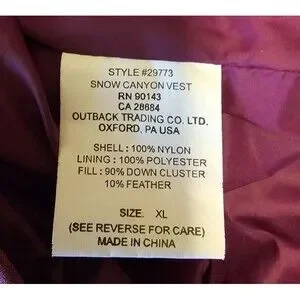 STYLE #29773
SNOW CANYON VEST
RN 90143
CA 28684
OUTBACK TRADING CO. LTD.
OXFORD, PA USA
SHELL : 100% NYLON
LINING : 100% POLYESTER
FILL : 90% DOWN CLUSTER
10% FEATHER
SIZE. XL
(SEE REVERSE FOR CARE)
MADE IN CHINA